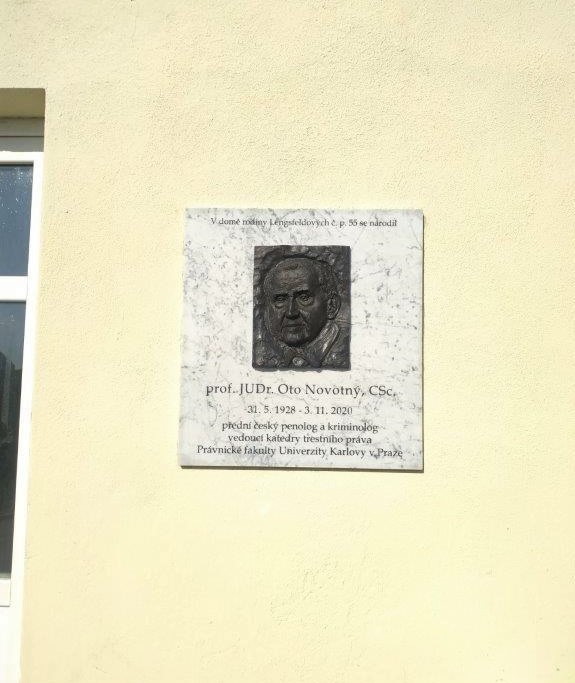 V domě rodiny Lengsfeldových č. p. 55 se narodil
prof. JUDr. Oto Novotný, CSc.
31. 5. 1928 - 3. 11. 2020
přední český penolog a kriminolog
vedoucí katedry trestního práva
Právnické fakulty Univerzity Karlovy v Praze